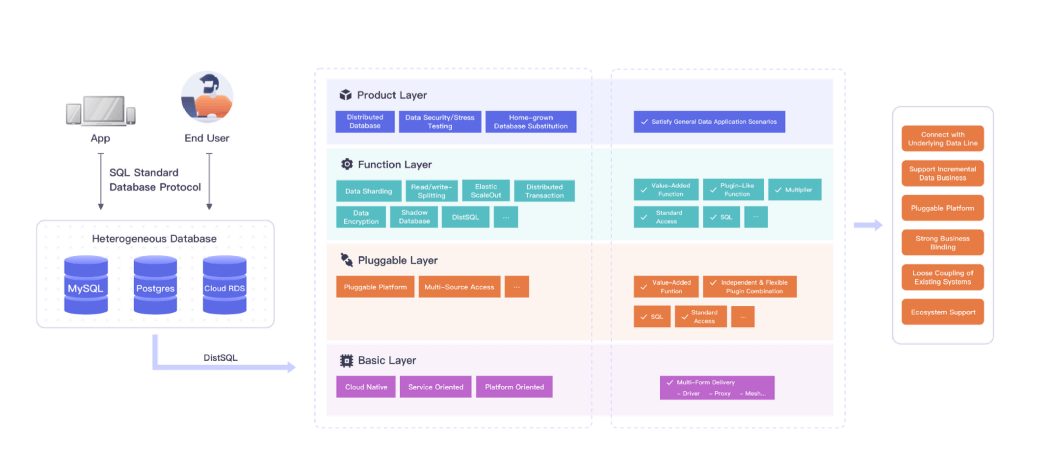 App
End User
SQL Standard
Database Protocol
Heterogeneous Database
MySQL
Postgres
Cloud RDS
DistSQL
Product Layer
Distributed
Database
Data Security/Stress
Testing
Home-grown
Database Substitution
Satisfy General Data Application Scenarios
Function Layer
Data Sharding
Read/write-
Splitting
Elastic
ScaleOut
Distributed
Transaction
Data
Encryption
Shadow
Database
DistSQL
...
Value-Added
Function
Plugin-Like
Function
Multiplier
Standard
Access
SQL
...
Pluggable Layer
Pluggable Platform
Multi-Source Access
...
Value-Added
Funtion
Independent & Flexible
Plugin Combination
SQL
Standard
Access
...
Basic Layer
Cloud Native
Service Oriented
Platform Oriented
Multi-Form Delivery
- Driver - Proxy - Mesh...
Connect with
Underlying Data Line
Support Incremental
Data Business
Pluggable Platform
Strong Business
Binding
Loose Coupling of
Existing Systems
Ecosystem Support